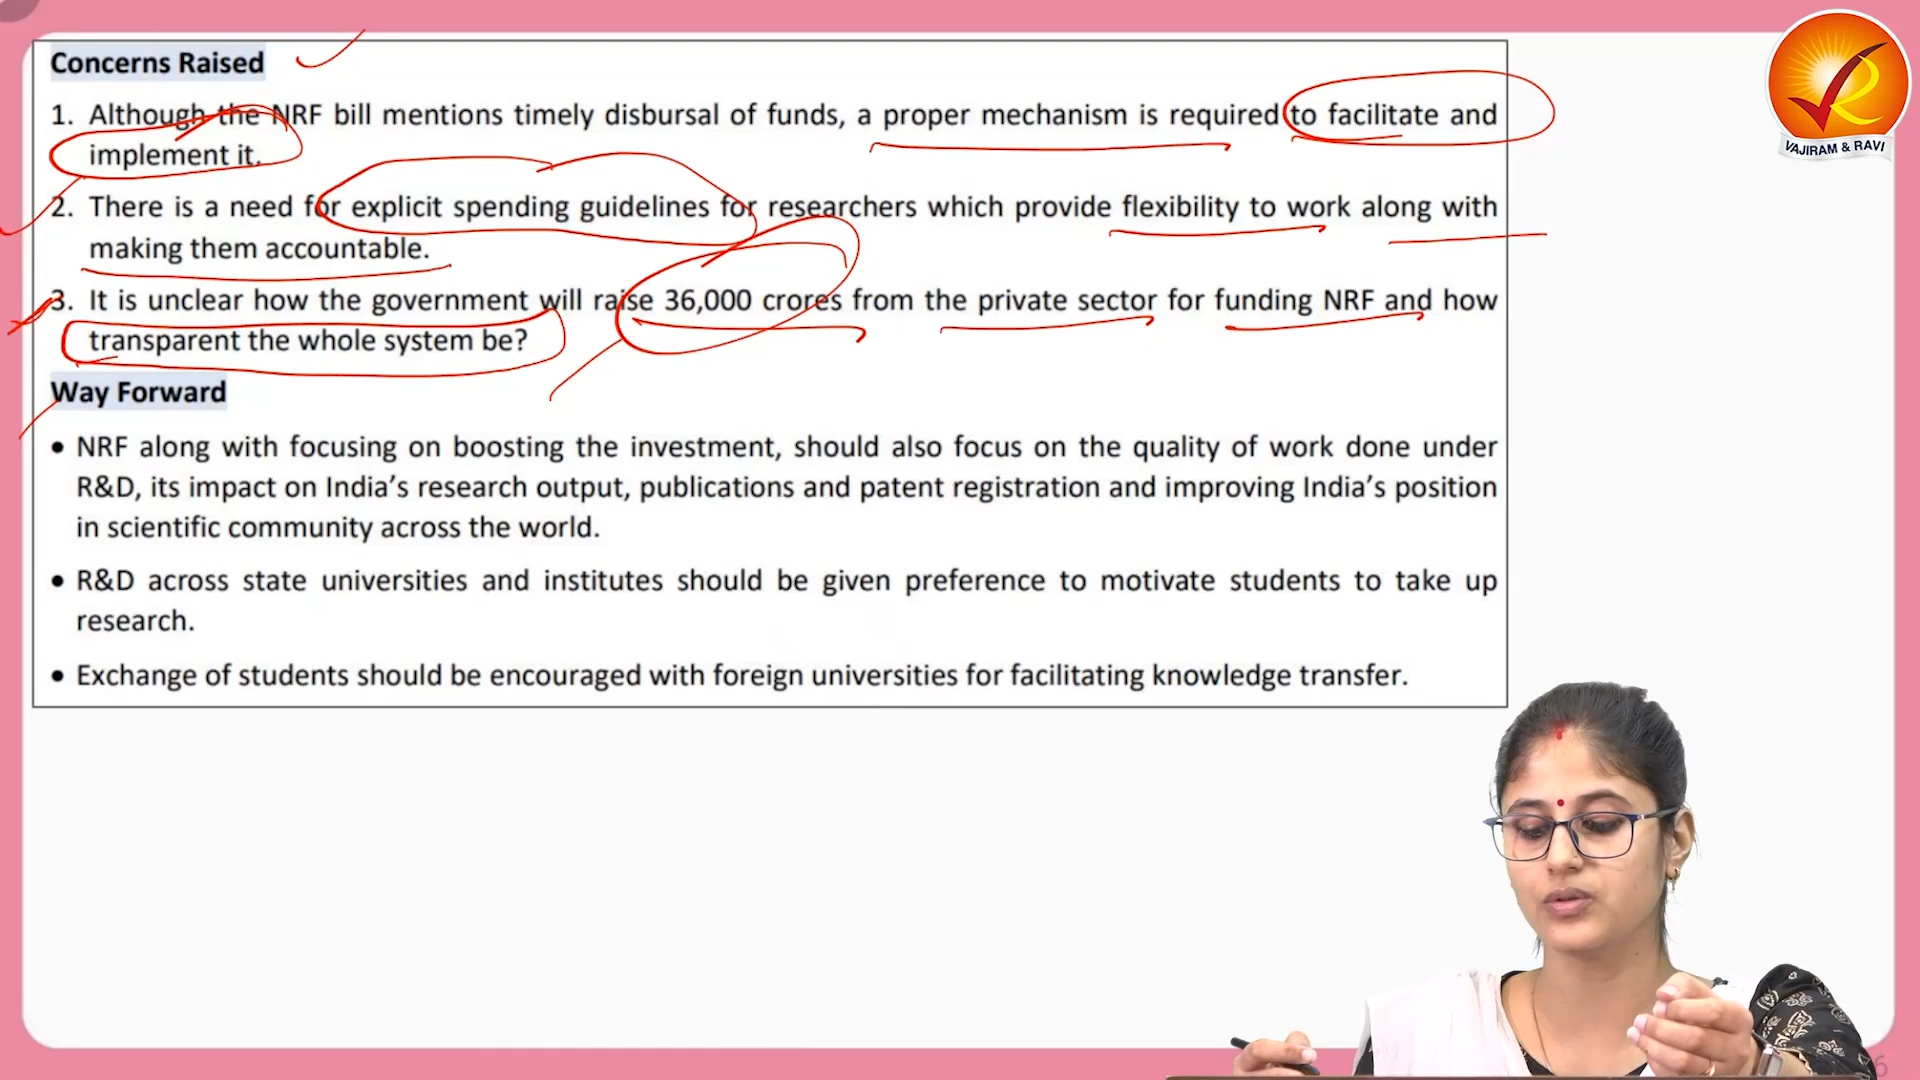 Concerns Raised
1. Although the NRF bill mentions timely disbursal of funds, a proper mechanism is required to facilitate and
implement it.
2. There is a need for explicit spending guidelines for researchers which provide flexibility to work along with
making them accountable.
3. It is unclear how the government will raise 36,000 crores from the private sector for funding NRF and how
transparent the whole system be?
Way Forward
• NRF along with focusing on boosting the investment, should also focus on the quality of work done under
R&D, its impact on India’s research output, publications and patent registration and improving India’s position
in scientific community across the world.
• R&D across state universities and institutes should be given preference to motivate students to take up
research.
• Exchange of students should be encouraged with foreign universities for facilitating knowledge transfer.
VAJIRAM & RAVI